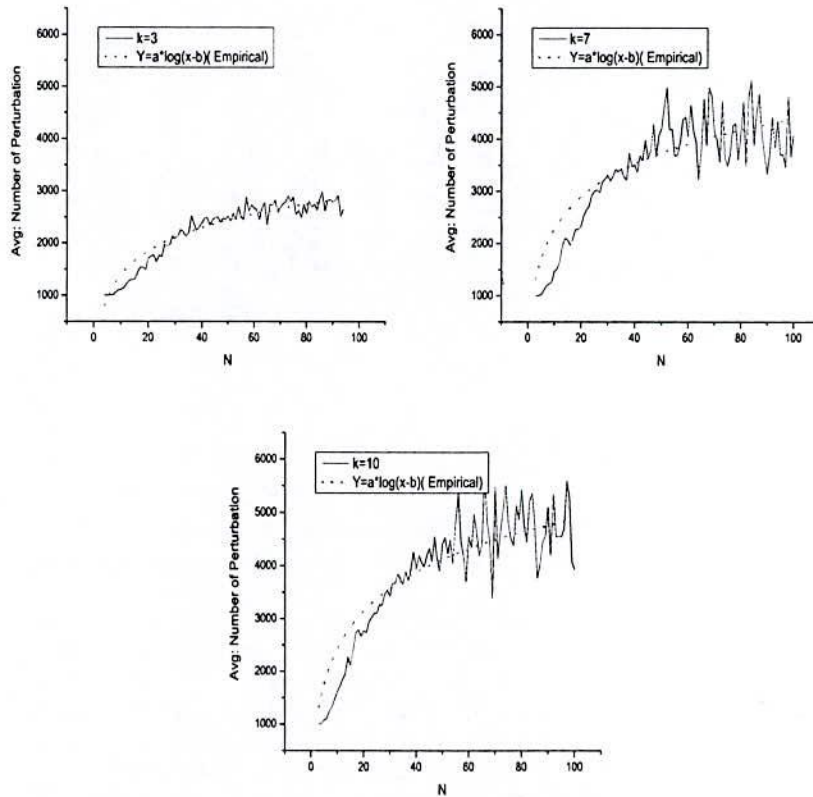 k=3
Y=a*log(x-b)( Empirical)
6000
5000
4000
3000
2000
1000
Avg: Number of Perturbation
0 20 40 60 80 100
N
k=7
Y=a*log(x-b)( Empirical)
6000
5000
4000
3000
2000
1000
Avg: Number of Perturbation
0 20 40 60 80 100
N
k=10
Y=a*log(x-b)( Empirical)
6000
5000
4000
3000
2000
1000
Avg: Number of Perturbation
0 20 40 60 80 100
N